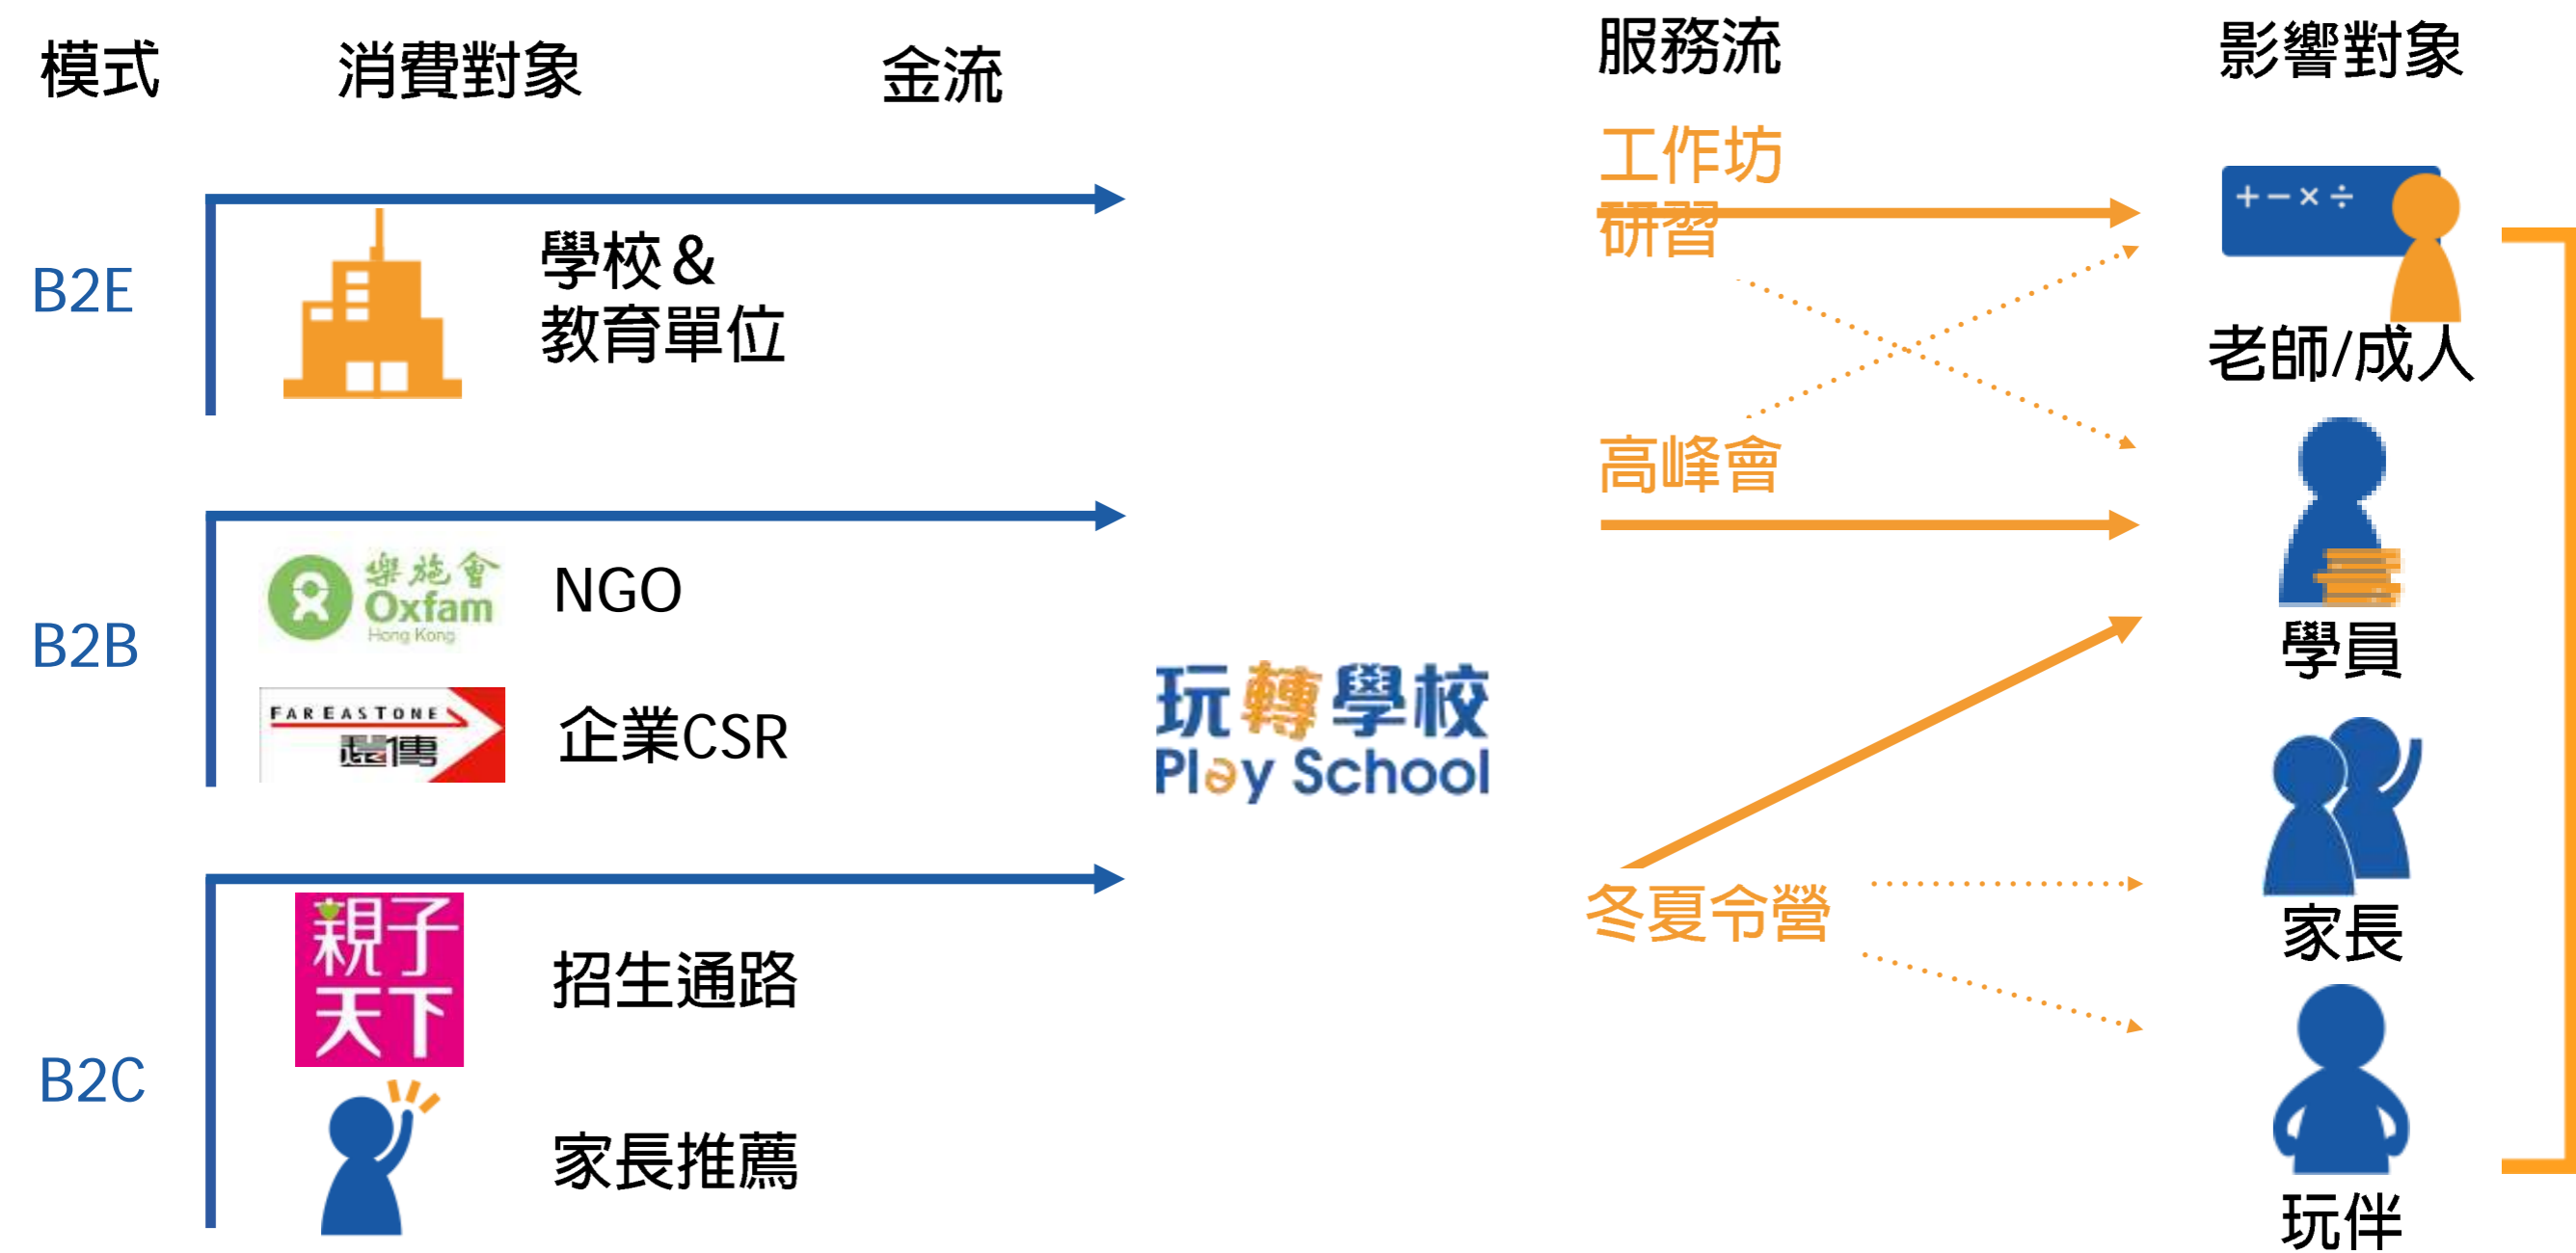 模式
消費對象
金流
服務流
影響對象
B2E
學校&
教育單位
工作坊
研習
+−×÷
老師/成人
高峰會
B2B
樂施會
Oxfam
Hong Kong
NGO
FAREASTONE
遠傳
企業CSR
玩轉學校
Play School
學員
B2C
親子
天下
招生通路
家長推薦
冬夏令營
家長
玩伴